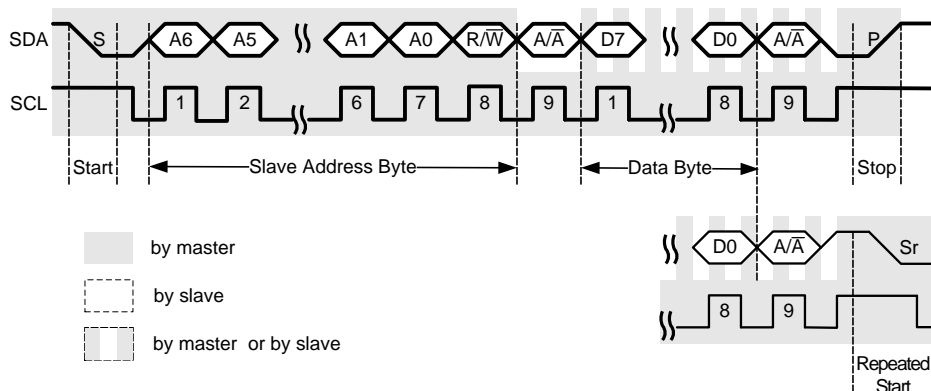 SDA S A6 A5 A1 A0 R/W̅ A/A̅ D7 D0 A/A̅ P
SCL 1 2 6 7 8 9 1 8 9
Start Slave Address Byte Data Byte Stop
by master
D0 A/A̅ Sr
by slave
8 9
by master or by slave
Repeated
Start